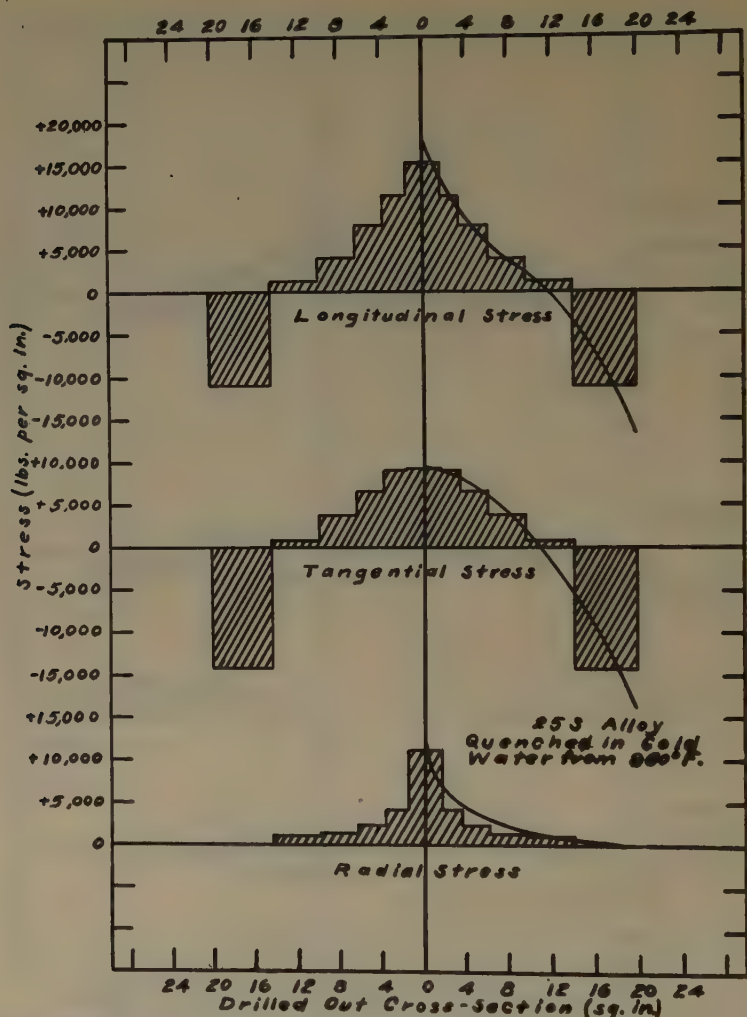 24 20 16 12 8 4 0 4 8 12 16 20 24
+20,000
+15,000
+10,000
+5,000
0
Longitudinal Stress
-5,000
-10,000
-15,000
+10,000
+5,000
0
Tangential Stress
-5,000
-10,000
-15,000
Stress (lbs. per sq. in.)
25S Alloy
Quenched in Cold
Water from
+15,000
+10,000
+5,000
0
Radial Stress
24 20 16 12 8 4 0 4 8 12 16 20 24
Drilled Out Cross-Section (sq. in.)